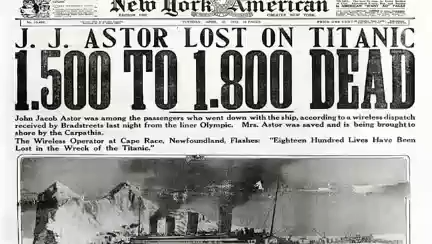 New York American
J. J. ASTOR LOST ON TITANIC
1.500 TO 1.800 DEAD
John Jacob Astor was among the passengers who went down with the ship, according to a wireless dispatch
received by Bradstreets last night from the liner Olympic. Mrs. Astor was saved and is being brought to
shore by the Carpathia.
The Wireless Operator at Cape Race, Newfoundland, Flashes: "Eighteen Hundred Lives Have Been
Lost in the Wreck of the Titanic."